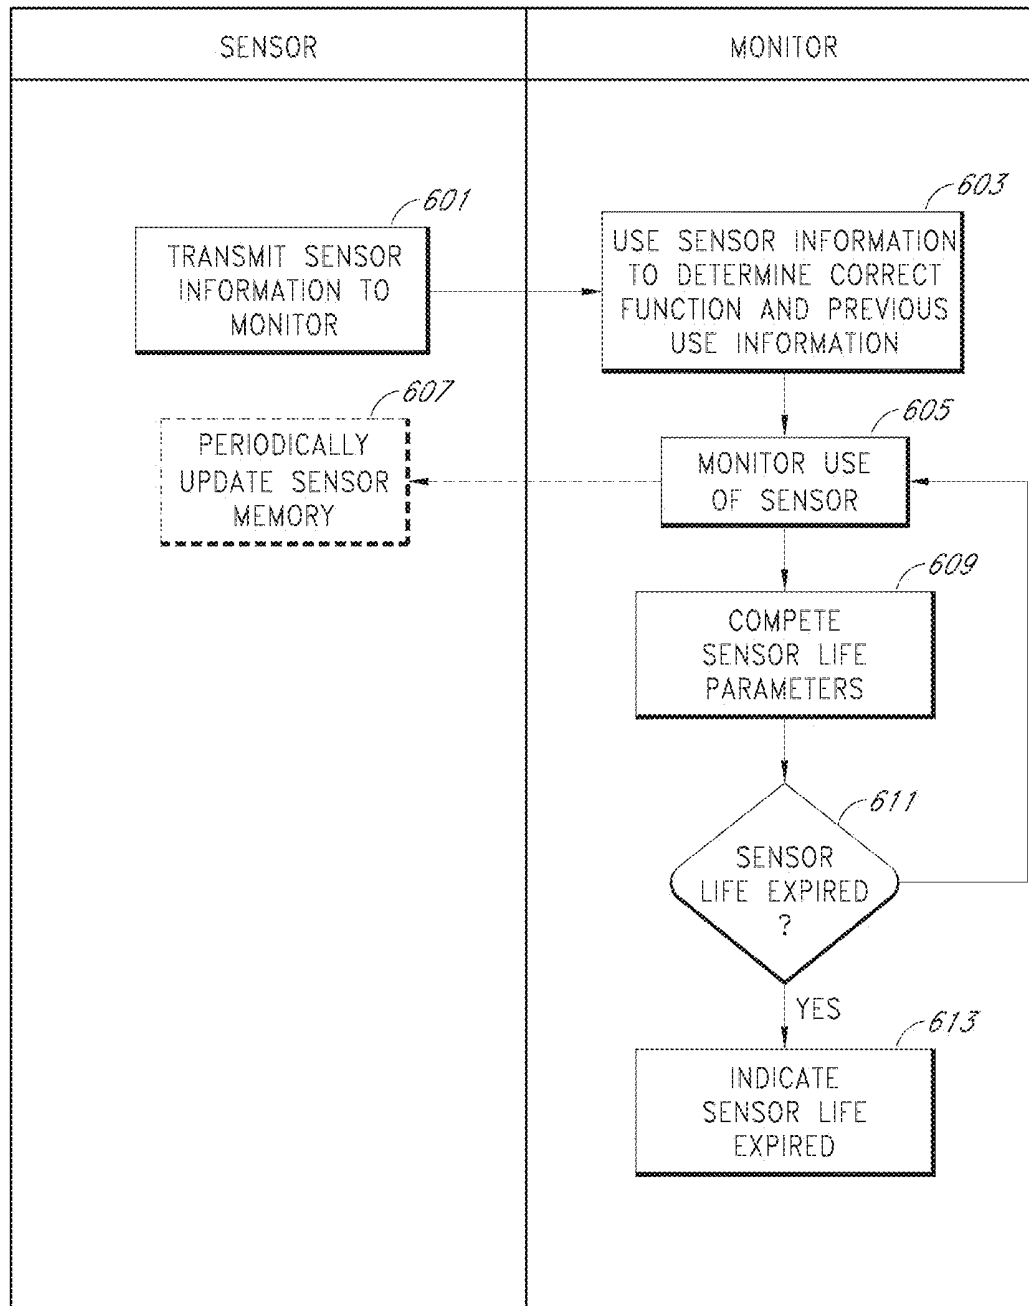 SENSOR
MONITOR
601
TRANSMIT SENSOR
INFORMATION TO
MONITOR
603
USE SENSOR INFORMATION
TO DETERMINE CORRECT
FUNCTION AND PREVIOUS
USE INFORMATION
605
MONITOR USE
OF SENSOR
607
PERIODICALLY
UPDATE SENSOR
MEMORY
609
COMPETE
SENSOR LIFE
PARAMETERS
611
SENSOR
LIFE EXPIRED
?
YES
613
INDICATE
SENSOR LIFE
EXPIRED